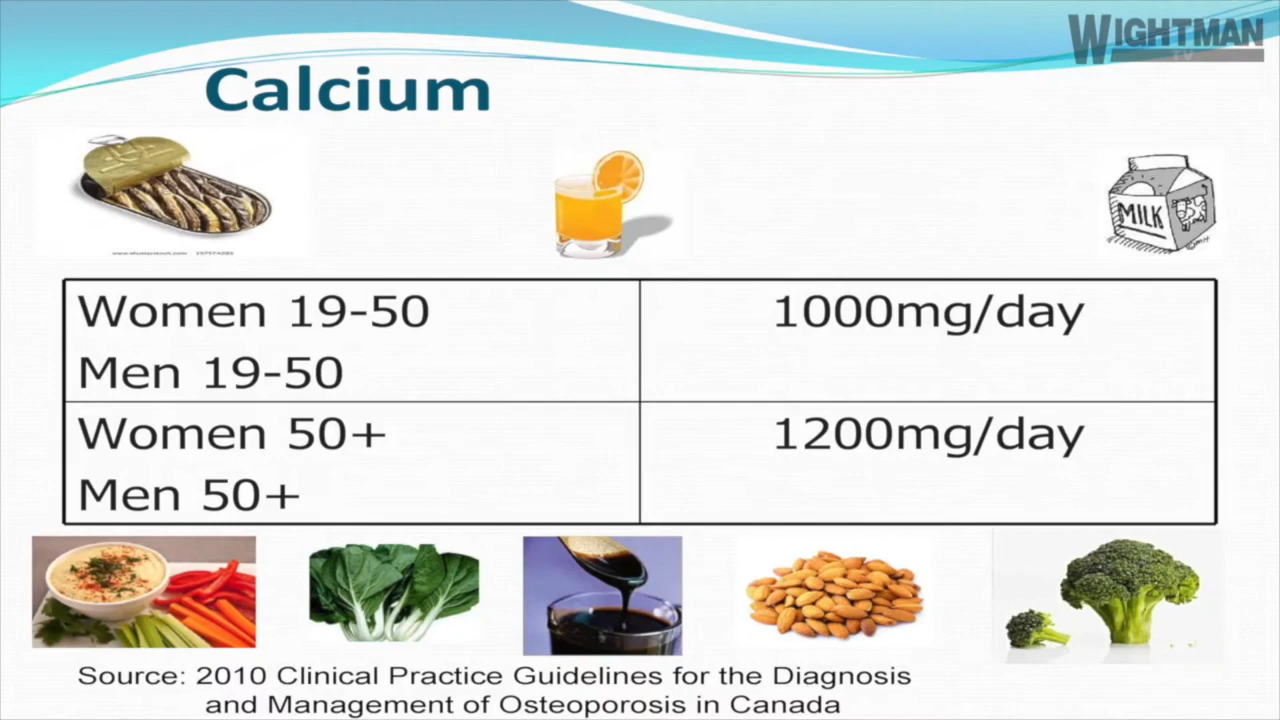 WIGHTMAN
TV
Calcium
MILK
Women 19-50
1000mg/day
Men 19-50
Women 50+
1200mg/day
Men 50+
Source: 2010 Clinical Practice Guidelines for the Diagnosis
and Management of Osteoporosis in Canada